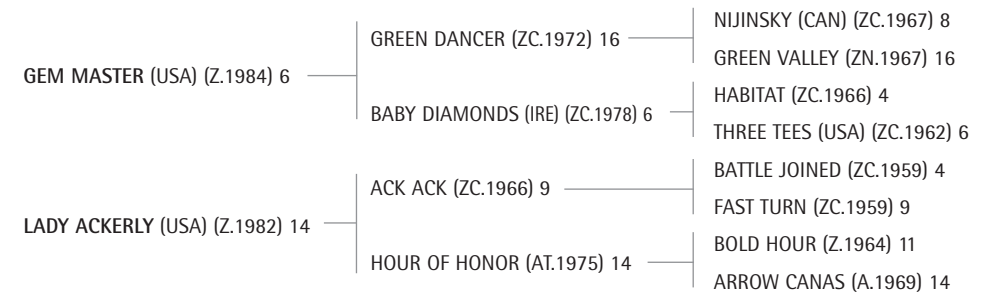 GEM MASTER (USA) (Z.1984) 6
GREEN DANCER (ZC.1972) 16
NIJINSKY (CAN) (ZC.1967) 8
GREEN VALLEY (ZN.1967) 16
BABY DIAMONDS (IRE) (ZC.1978) 6
HABITAT (ZC.1966) 4
THREE TEES (USA) (ZC.1962) 6
LADY ACKERLY (USA) (Z.1982) 14
ACK ACK (ZC.1966) 9
BATTLE JOINED (ZC.1959) 4
FAST TURN (ZC.1959) 9
HOUR OF HONOR (AT.1975) 14
BOLD HOUR (Z.1964) 11
ARROW CANAS (A.1969) 14